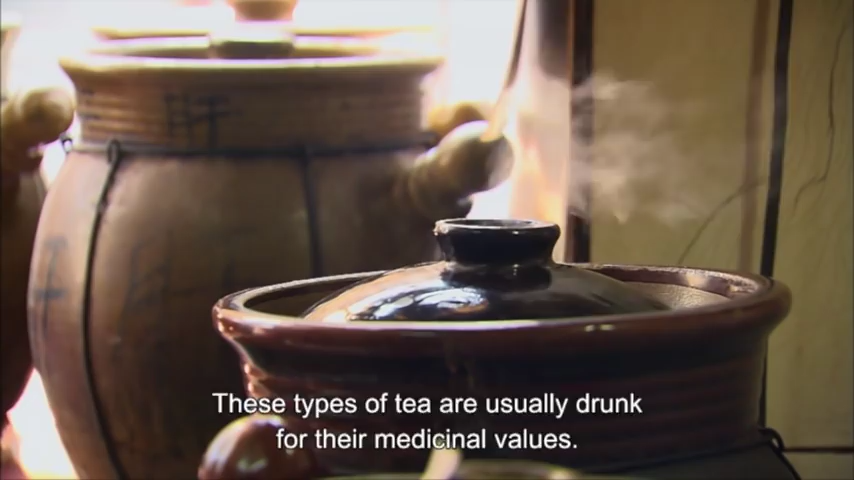 These types of tea are usually drunk
for their medicinal values.